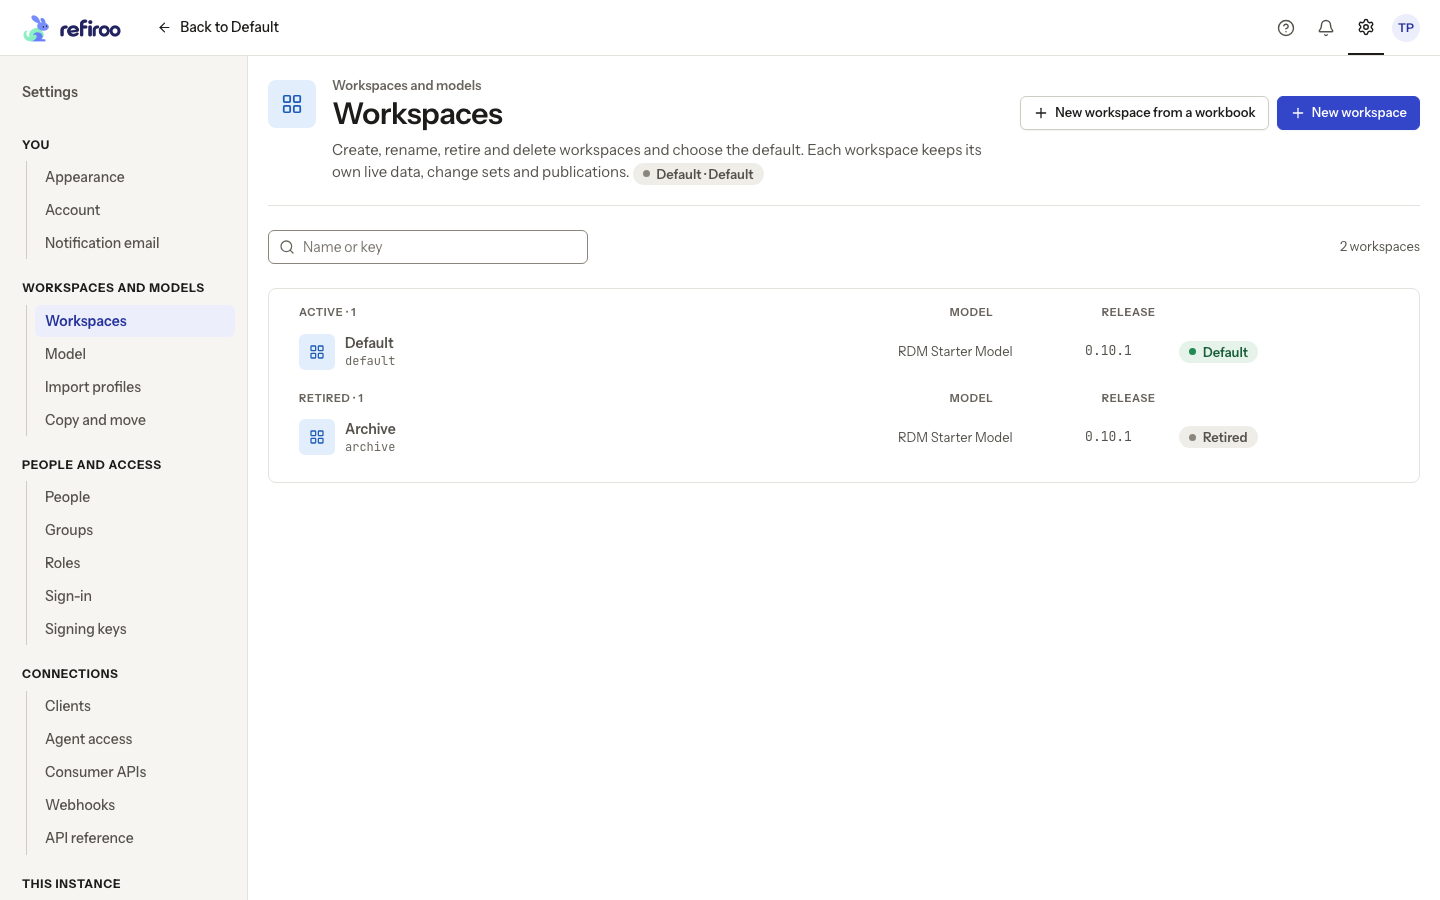 refiroo
Back to Default
TP
Settings
YOU
Appearance
Account
Notification email
WORKSPACES AND MODELS
Workspaces
Model
Import profiles
Copy and move
PEOPLE AND ACCESS
People
Groups
Roles
Sign-in
Signing keys
CONNECTIONS
Clients
Agent access
Consumer APIs
Webhooks
API reference
THIS INSTANCE
Workspaces and models
Workspaces
Create, rename, retire and delete workspaces and choose the default. Each workspace keeps its
own live data, change sets and publications. Default · Default
New workspace from a workbook
New workspace
Name or key
2 workspaces
ACTIVE · 1 MODEL RELEASE
Default
default
RDM Starter Model 0.10.1 Default
RETIRED · 1 MODEL RELEASE
Archive
archive
RDM Starter Model 0.10.1 Retired